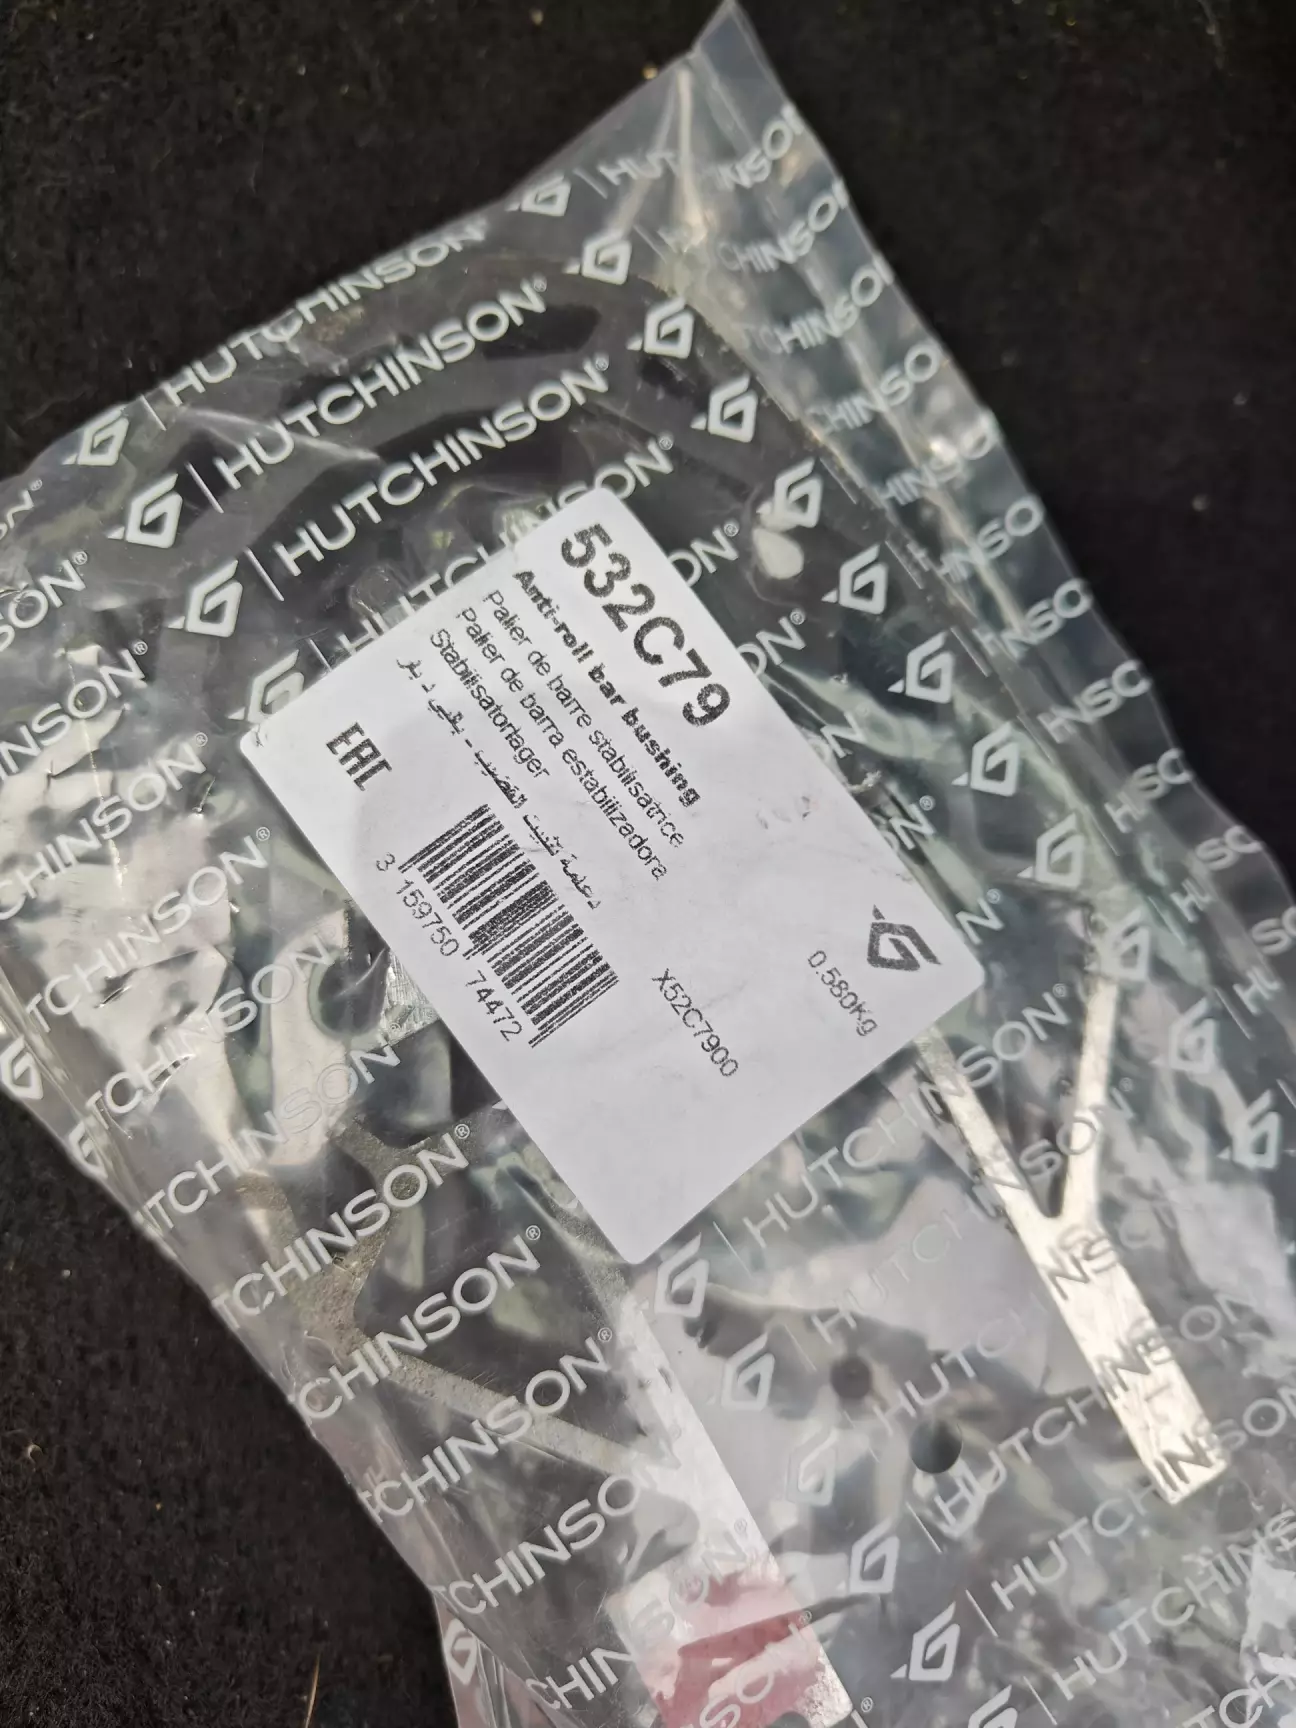 HUTCHINSON®
532C79
Anti-roll bar bushing
Palier de barre stabilisatrice
Palier de barra estabilizadora
Stabilisatorlager
EAC
3 159750 744472
X52C7900
0.580Kg